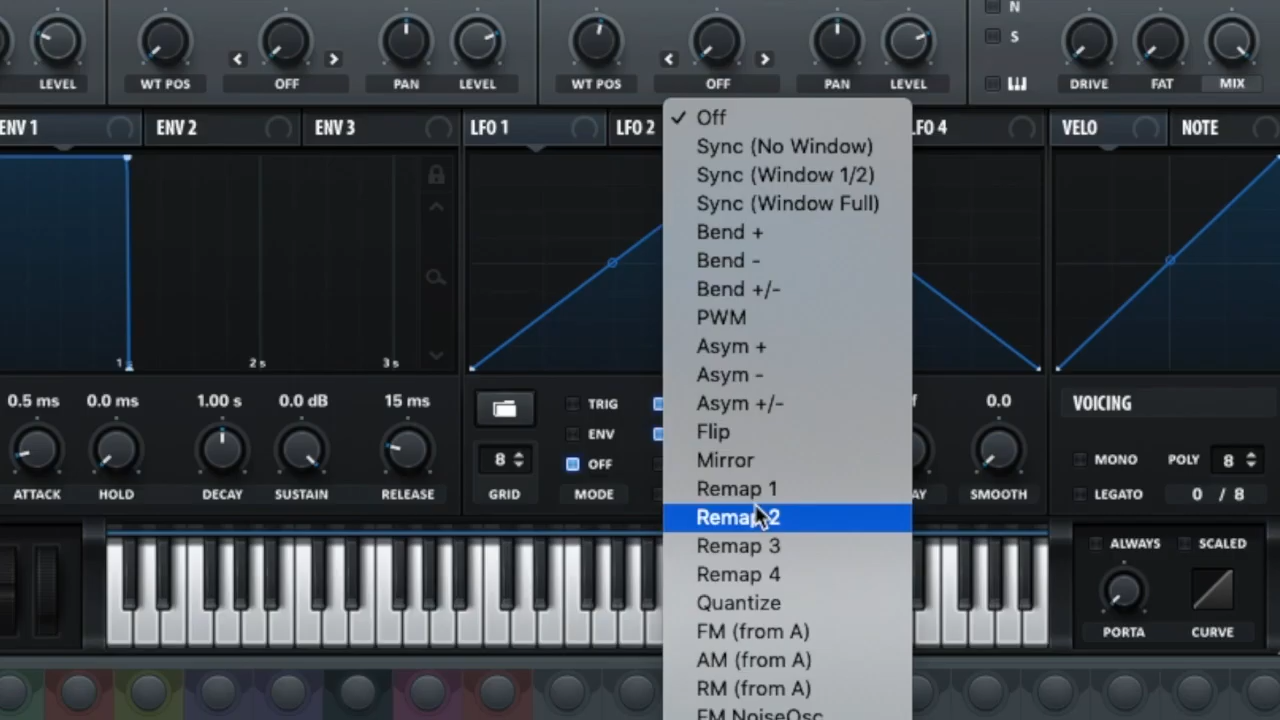 N
S
LEVEL WT POS OFF PAN LEVEL WT POS OFF PAN LEVEL DRIVE FAT MIX
ENV 1 ENV 2 ENV 3 LFO 1 LFO 2 LFO 4 VELO NOTE
✓ Off
Sync (No Window)
Sync (Window 1/2)
Sync (Window Full)
Bend +
Bend -
Bend +/-
PWM
Asym +
Asym -
Asym +/-
Flip
Mirror
Remap 1
Remap 2
Remap 3
Remap 4
Quantize
FM (from A)
AM (from A)
RM (from A)
FM NoiseOsc
1 s 2 s 3 s
0.5 ms 0.0 ms 1.00 s 0.0 dB 15 ms
ATTACK HOLD DECAY SUSTAIN RELEASE
TRIG
ENV
8 OFF
GRID MODE
0.0
SMOOTH
VOICING
MONO POLY 8
LEGATO 0 / 8
ALWAYS SCALED
PORTA CURVE